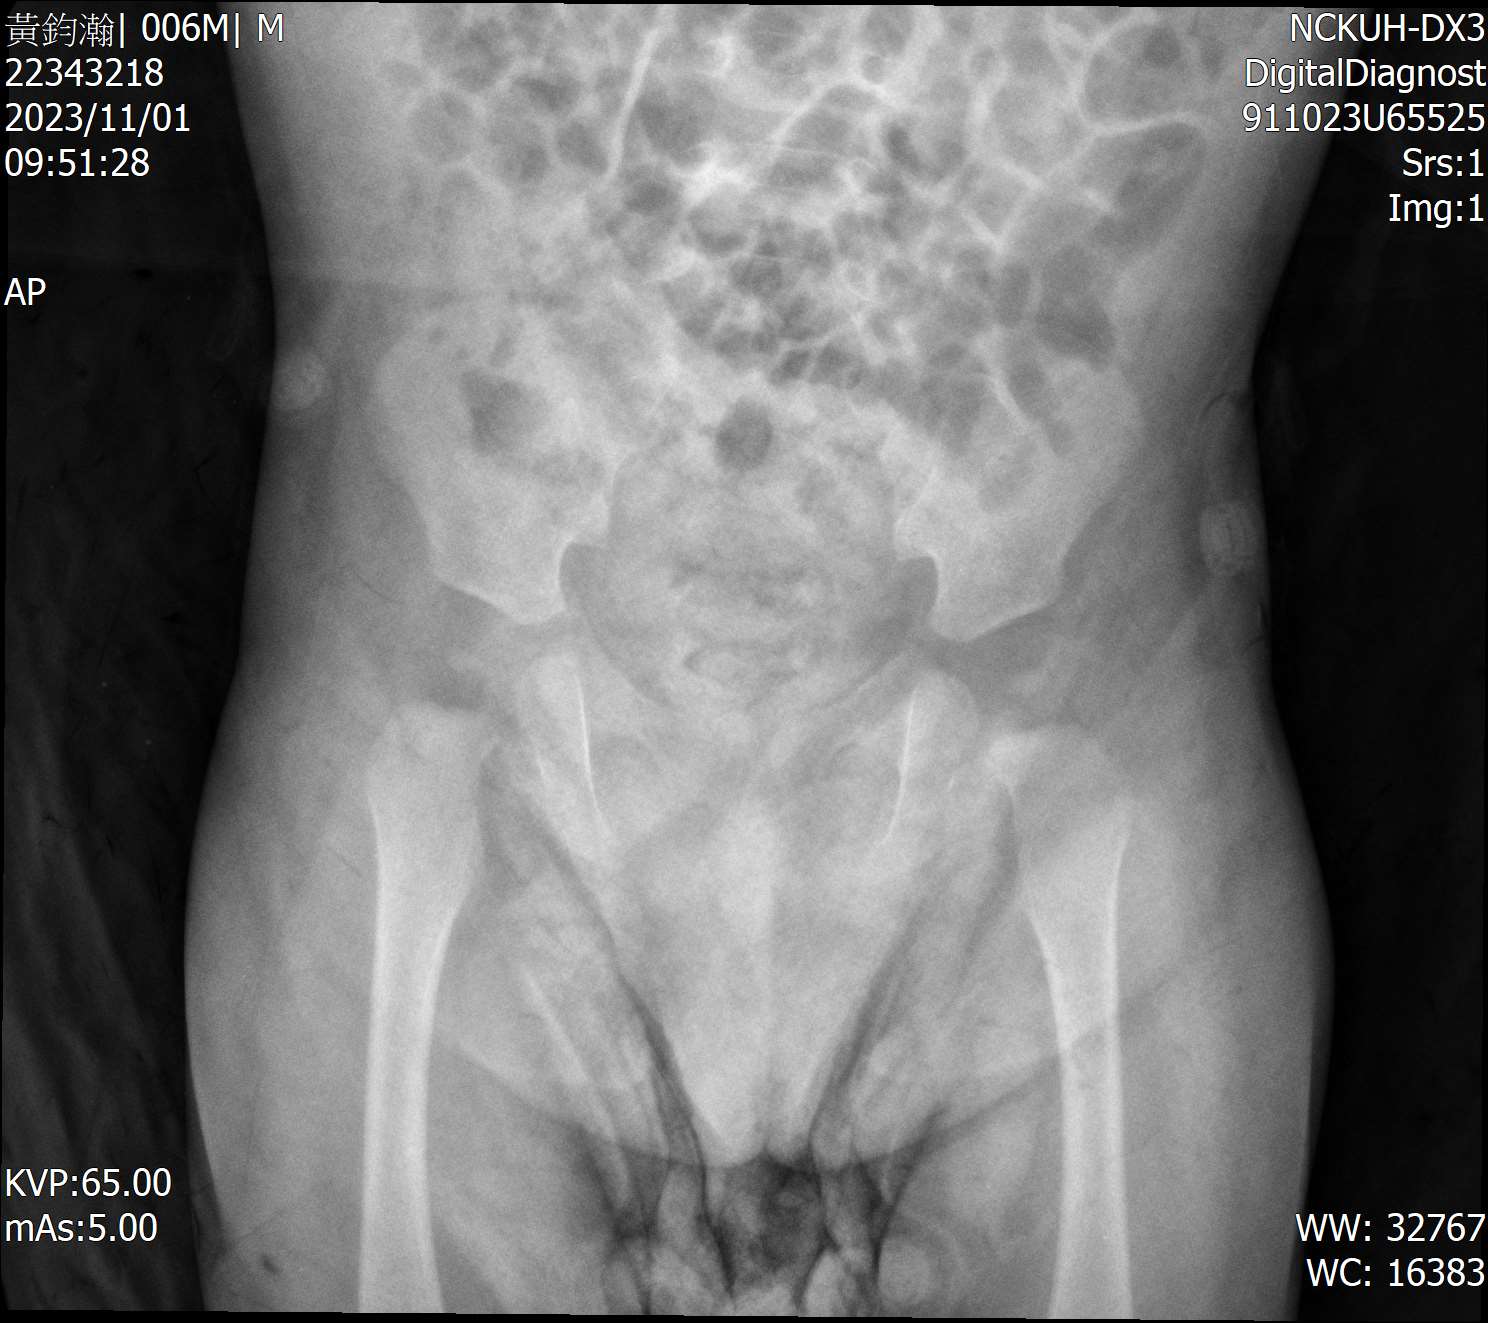 黃鈞瀚| 006M| M
22343218
2023/11/01
09:51:28
AP
NCKUH-DX3
DigitalDiagnost
911023U65525
Srs:1
Img:1
KVP:65.00
mAs:5.00
WW: 32767
WC: 16383